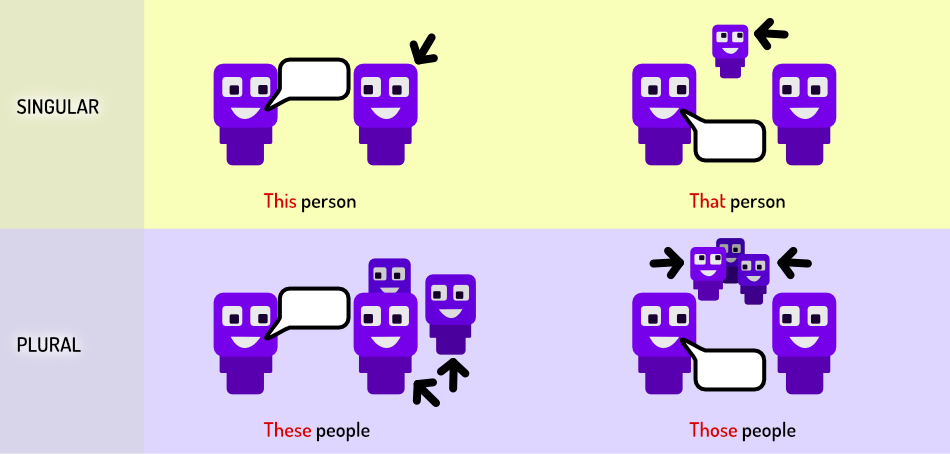 SINGULAR
This person
That person
PLURAL
These people
Those people